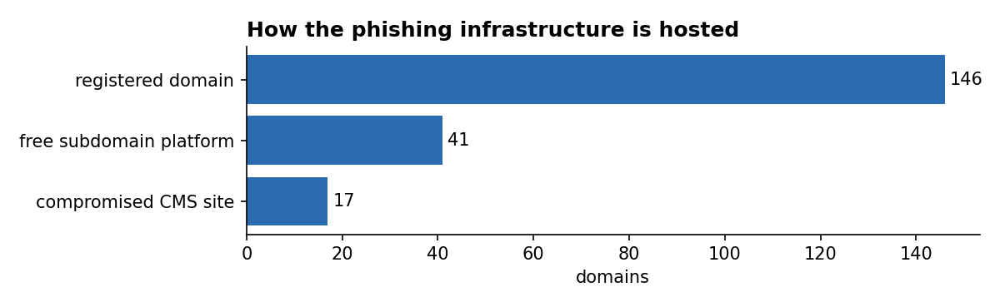 How the phishing infrastructure is hosted
registered domain 146
free subdomain platform 41
compromised CMS site 17
0 20 40 60 80 100 120 140
domains